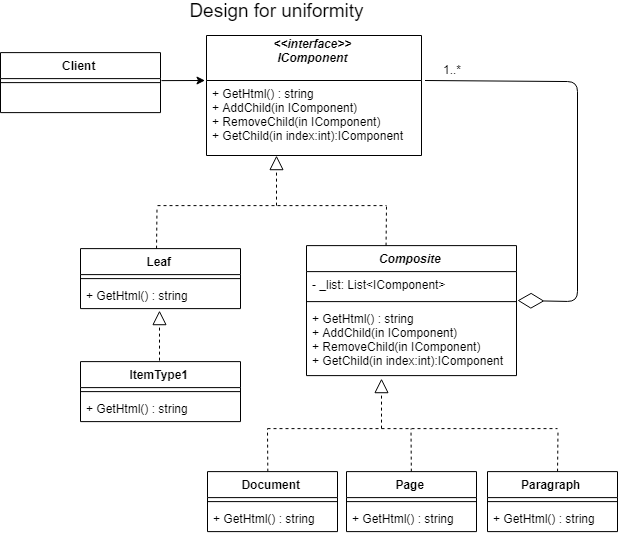 Design for uniformity
Client
<<interface>>
IComponent
+ GetHtml() : string
+ AddChild(in IComponent)
+ RemoveChild(in IComponent)
+ GetChild(in index:int):IComponent
1..*
Leaf
+ GetHtml() : string
Composite
- _list: List<IComponent>
+ GetHtml() : string
+ AddChild(in IComponent)
+ RemoveChild(in IComponent)
+ GetChild(in index:int):IComponent
ItemType1
+ GetHtml() : string
Document
+ GetHtml() : string
Page
+ GetHtml() : string
Paragraph
+ GetHtml() : string